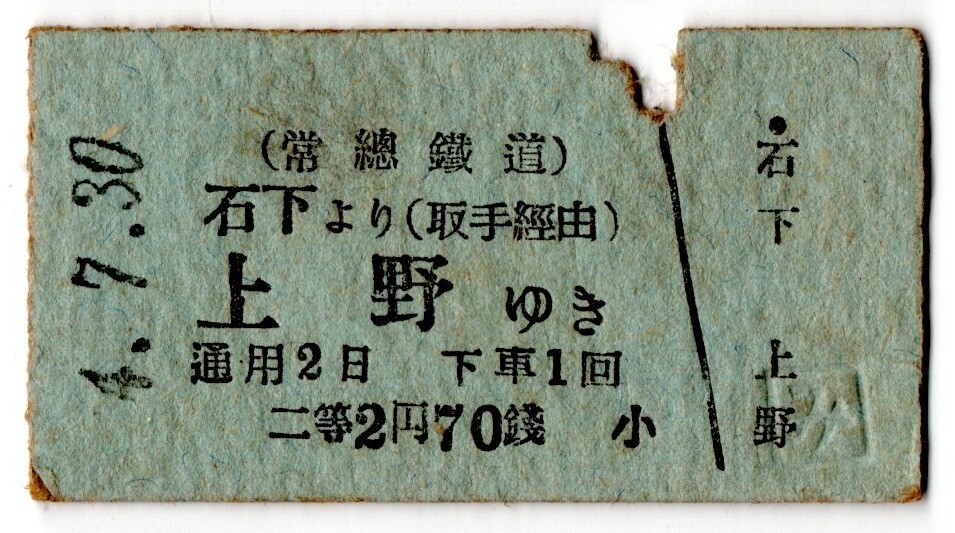 4.7.30
(常總鐵道)
石下より(取手經由)
上野ゆき
通用2日 下車1回
二等2円70錢 小
石下
上野